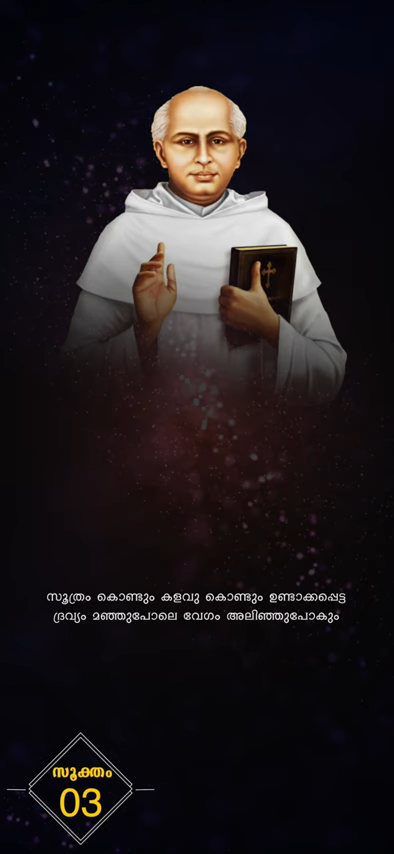 സൂത്രം കൊണ്ടും കളവു കൊണ്ടും ഉണ്ടാക്കപ്പെട്ട
ദ്രവ്യം മഞ്ഞുപോലെ വേഗം അലിഞ്ഞുപോകും
സൂക്തം
03